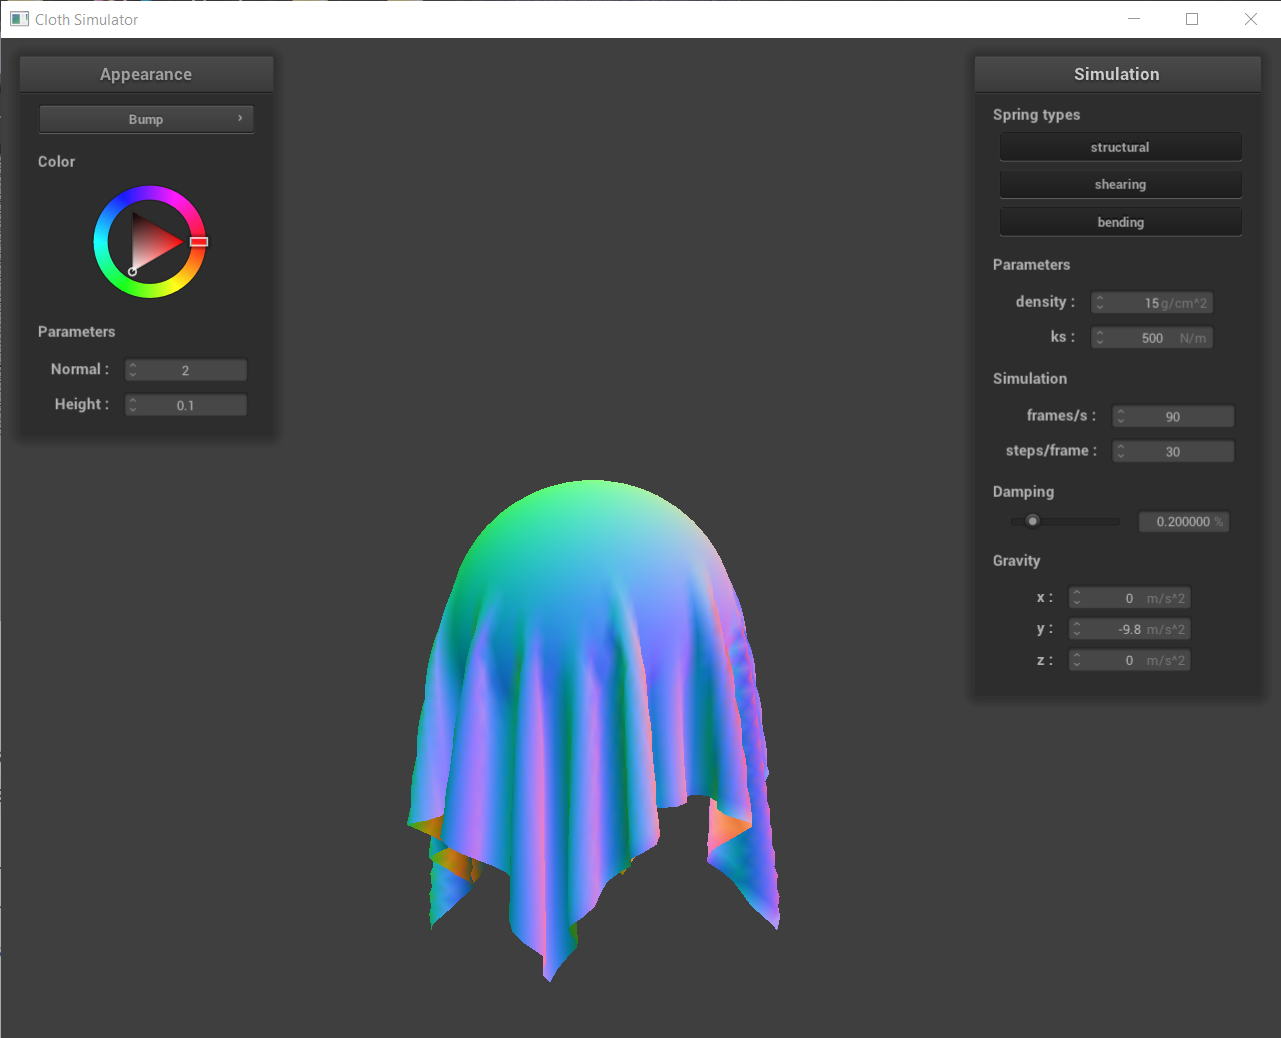 Cloth Simulator
Appearance
Bump
Color
Parameters
Normal : 2
Height : 0.1
Simulation
Spring types
structural
shearing
bending
Parameters
density : 15 g/cm^2
ks : 500 N/m
Simulation
frames/s : 90
steps/frame : 30
Damping
0.200000 %
Gravity
x : 0 m/s^2
y : -9.8 m/s^2
z : 0 m/s^2